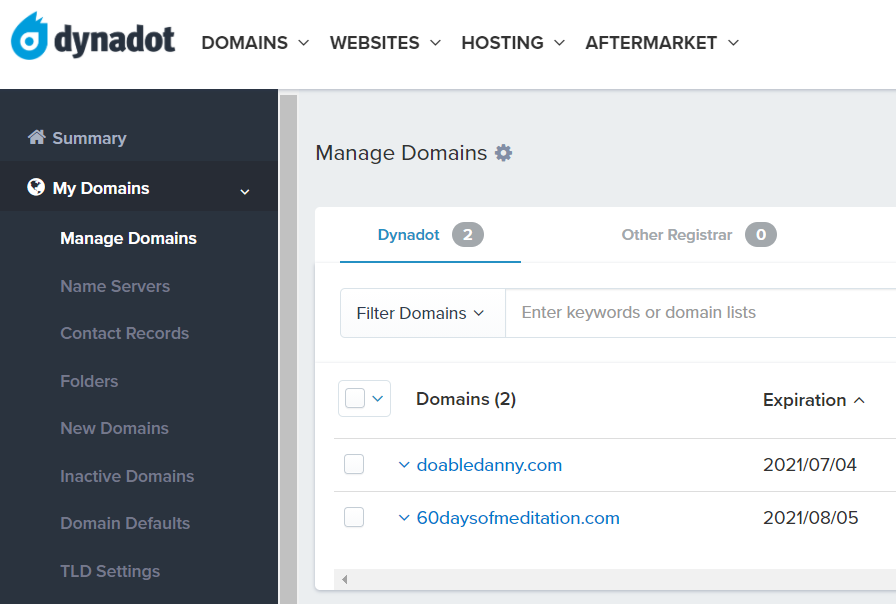 dynadot
DOMAINS WEBSITES HOSTING AFTERMARKET
Summary
My Domains
Manage Domains
Name Servers
Contact Records
Folders
New Domains
Inactive Domains
Domain Defaults
TLD Settings
Manage Domains
Dynadot 2 Other Registrar 0
Filter Domains Enter keywords or domain lists
Domains (2) Expiration
doabledanny.com 2021/07/04
60daysofmeditation.com 2021/08/05